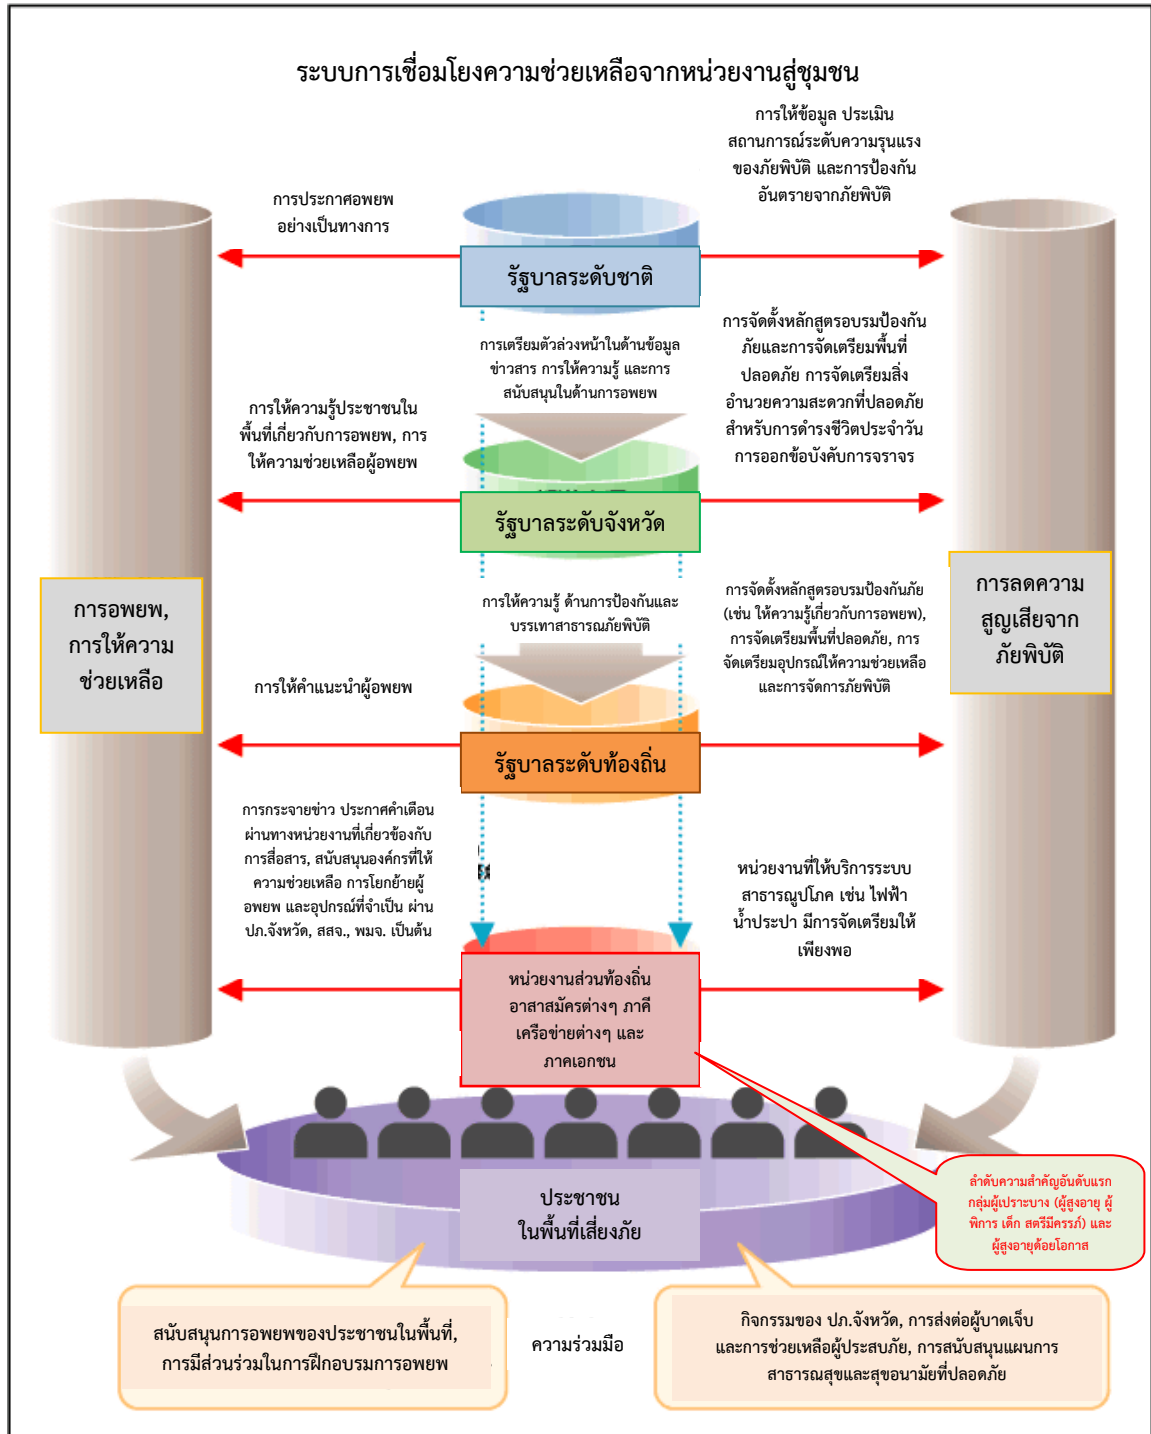 ระบบการเชื่อมโยงความช่วยเหลือจากหน่วยงานสู่ชุมชน
การให้ข้อมูล ประเมิน
สถานการณ์ระดับความรุนแรง
ของภัยพิบัติ และการป้องกัน
อันตรายจากภัยพิบัติ
การประกาศอพยพ
อย่างเป็นทางการ
รัฐบาลระดับชาติ
การเตรียมตัวล่วงหน้าในด้านข้อมูล
ข่าวสาร การให้ความรู้ และการ
สนับสนุนในด้านการอพยพ
การจัดตั้งหลักสูตรอบรมป้องกัน
ภัยและการจัดเตรียมพื้นที่
ปลอดภัย การจัดเตรียมสิ่ง
อำนวยความสะดวกที่ปลอดภัย
สำหรับการดำรงชีวิตประจำวัน
การออกข้อบังคับการจราจร
การให้ความรู้ประชาชนใน
พื้นที่เกี่ยวกับการอพยพ, การ
ให้ความช่วยเหลือผู้อพยพ
รัฐบาลระดับจังหวัด
การอพยพ,
การให้ความ
ช่วยเหลือ
การลดความ
สูญเสียจาก
ภัยพิบัติ
การให้ความรู้ ด้านการป้องกันและ
บรรเทาสาธารณภัยพิบัติ
การจัดตั้งหลักสูตรอบรมป้องกันภัย
(เช่น ให้ความรู้เกี่ยวกับการอพยพ),
การจัดเตรียมพื้นที่ปลอดภัย, การ
จัดเตรียมอุปกรณ์ให้ความช่วยเหลือ
และการจัดการภัยพิบัติ
การให้คำแนะนำผู้อพยพ
รัฐบาลระดับท้องถิ่น
การกระจายข่าว ประกาศคำเตือน
ผ่านทางหน่วยงานที่เกี่ยวข้องกับ
การสื่อสาร, สนับสนุนองค์กรที่ให้
ความช่วยเหลือ การโยกย้ายผู้
อพยพ และอุปกรณ์ที่จำเป็น ผ่าน
ปภ.จังหวัด, สสจ., พมจ. เป็นต้น
หน่วยงานที่ให้บริการระบบ
สาธารณูปโภค เช่น ไฟฟ้า
น้ำประปา มีการจัดเตรียมให้
เพียงพอ
หน่วยงานส่วนท้องถิ่น
อาสาสมัครต่างๆ ภาคี
เครือข่ายต่างๆ และ
ภาคเอกชน
ลำดับความสำคัญอันดับแรก
กลุ่มผู้เปราะบาง (ผู้สูงอายุ ผู้
พิการ เด็ก สตรีมีครรภ์) และ
ผู้สูงอายุด้อยโอกาส
ประชาชน
ในพื้นที่เสี่ยงภัย
สนับสนุนการอพยพของประชาชนในพื้นที่,
การมีส่วนร่วมในการฝึกอบรมการอพยพ
ความร่วมมือ
กิจกรรมของ ปภ.จังหวัด, การส่งต่อผู้บาดเจ็บ
และการช่วยเหลือผู้ประสบภัย, การสนับสนุนแผนการ
สาธารณสุขและสุขอนามัยที่ปลอดภัย